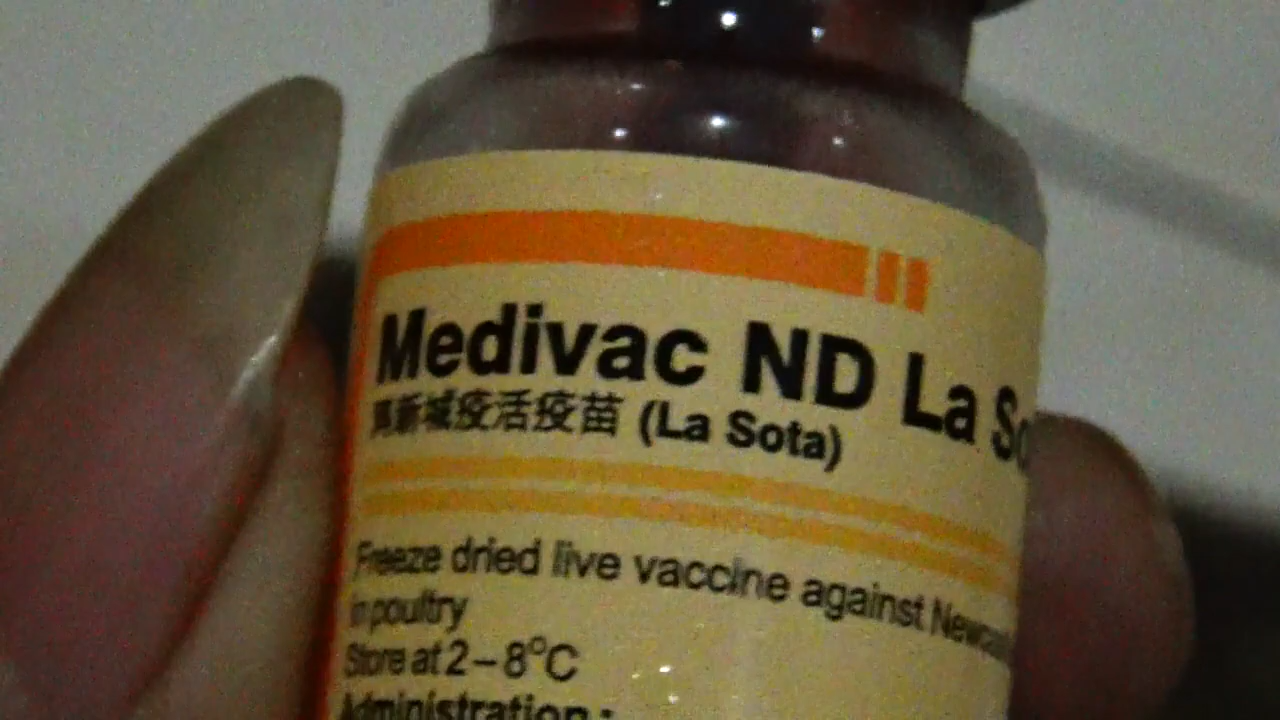 Medivac ND La
新城疫活疫苗 (La Sota)
Freeze dried live vaccine against
in poultry
Store at 2 – 8°C
Administration :